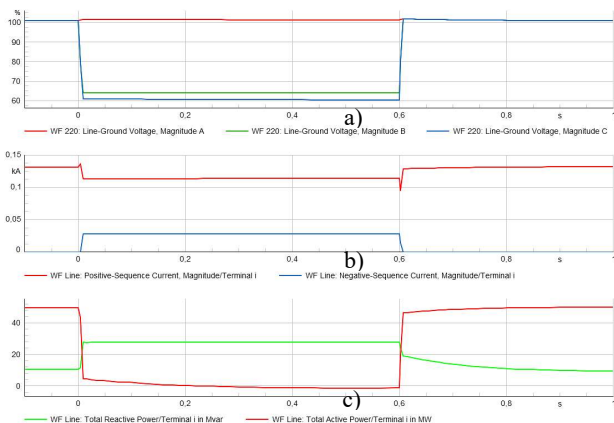 %
100
90
80
70
60
0 0,2 0,4 0,6 0,8 s 1
a)
WF 220: Line-Ground Voltage, Magnitude A WF 220: Line-Ground Voltage, Magnitude B WF 220: Line-Ground Voltage, Magnitude C
0,15
kA
0,1
0,05
0
0 0,2 0,4 0,6 0,8 s 1
b)
WF Line: Positive-Sequence Current, Magnitude/Terminal i WF Line: Negative-Sequence Current, Magnitude/Terminal i
40
20
0
0 0,2 0,4 0,6 0,8 s 1
c)
WF Line: Total Reactive Power/Terminal i in Mvar WF Line: Total Active Power/Terminal i in MW